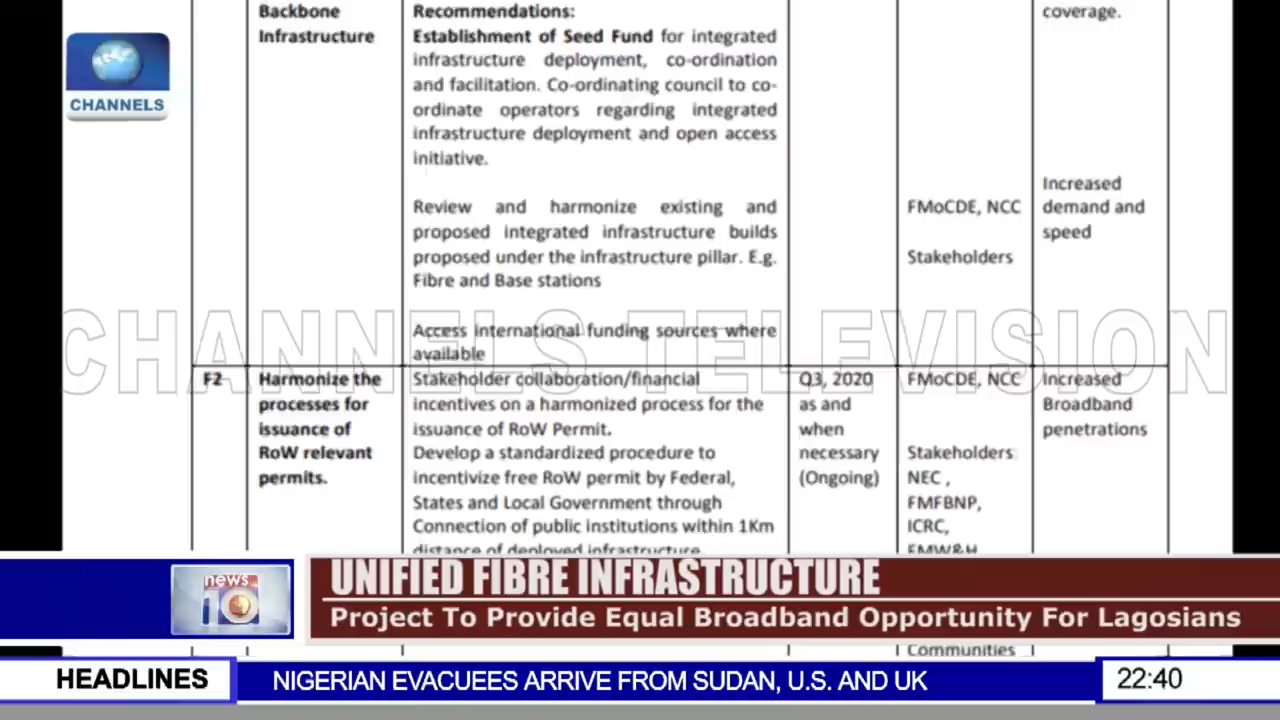 Backbone
Infrastructure
Recommendations:
Establishment of Seed Fund for integrated
infrastructure deployment, co-ordination
and facilitation. Co-ordinating council to co-
ordinate operators regarding integrated
infrastructure deployment and open access
initiative.
Review and harmonize existing and
proposed integrated infrastructure builds
proposed under the infrastructure pillar. E.g.
Fibre and Base stations
Access international funding sources where
available
FMoCDE, NCC
Stakeholders
coverage.
Increased
demand and
speed
CHANNELS
CHANNELS TELEVISION
F2
Harmonize the
processes for
issuance of
RoW relevant
permits.
Stakeholder collaboration/financial
incentives on a harmonized process for the
issuance of RoW Permit.
Develop a standardized procedure to
incentivize free RoW permit by Federal,
States and Local Government through
Connection of public institutions within 1Km
distance of deployed infrastructure
Q3, 2020
as and
when
necessary
(Ongoing)
FMoCDE, NCC
Stakeholders
NEC ,
FMFBNP,
ICRC,
FMW&H
Communities
Increased
Broadband
penetrations
news
10
UNIFIED FIBRE INFRASTRUCTURE
Project To Provide Equal Broadband Opportunity For Lagosians
HEADLINES
NIGERIAN EVACUEES ARRIVE FROM SUDAN, U.S. AND UK
22:40